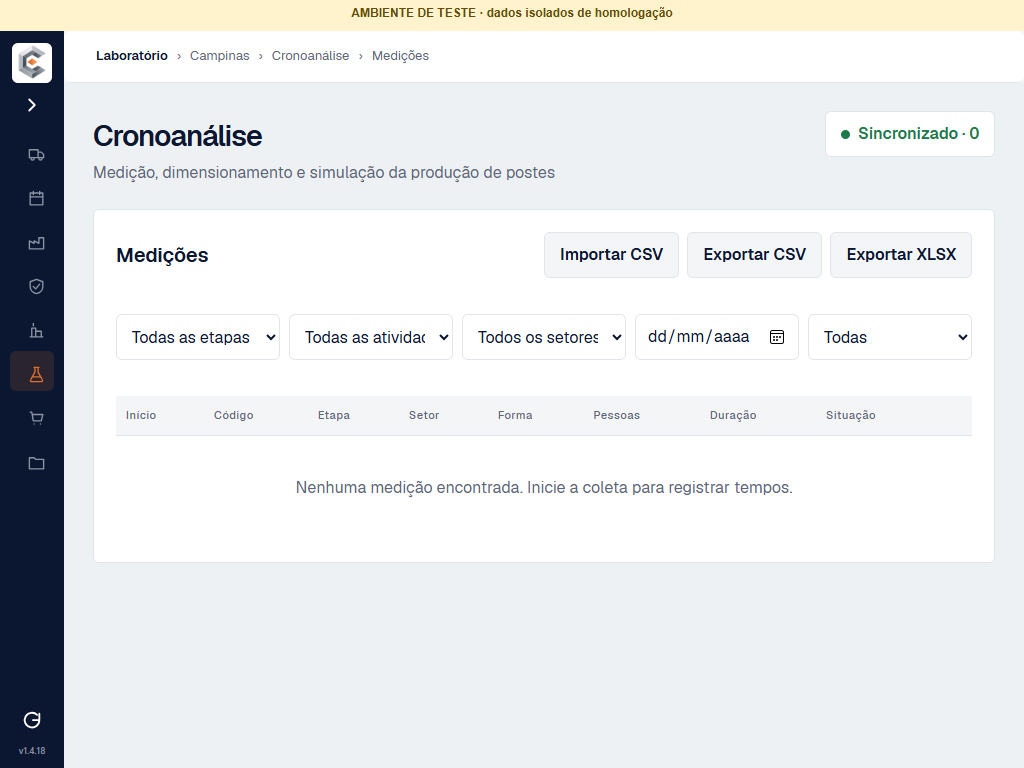 AMBIENTE DE TESTE · dados isolados de homologação
Laboratório › Campinas › Cronoanálise › Medições
Cronoanálise
Sincronizado · 0
Medição, dimensionamento e simulação da produção de postes
Medições
Importar CSV
Exportar CSV
Exportar XLSX
Todas as etapas
Todas as atividad
Todos os setores
dd/mm/aaaa
Todas
Início Código Etapa Setor Forma Pessoas Duração Situação
Nenhuma medição encontrada. Inicie a coleta para registrar tempos.
v1.4.18